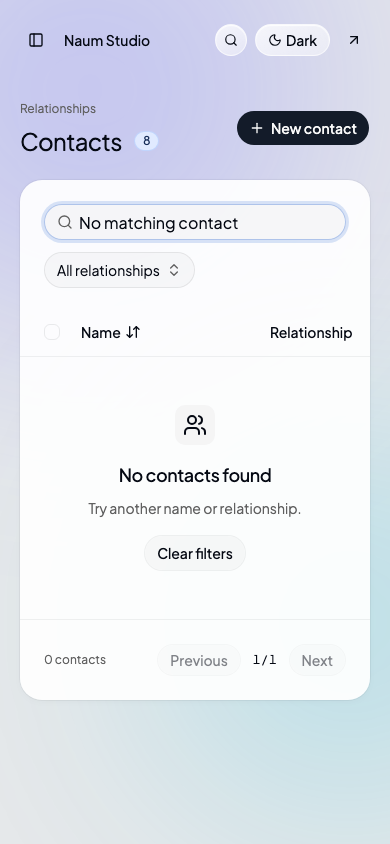 Naum Studio
Dark
Relationships
Contacts 8
New contact
No matching contact
All relationships
Name Relationship
No contacts found
Try another name or relationship.
Clear filters
0 contacts Previous 1/1 Next